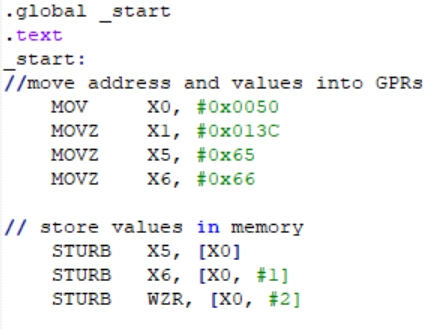 .global _start
.text
_start:
//move address and values into GPRs
MOV X0, #0x0050
MOVZ X1, #0x013C
MOVZ X5, #0x65
MOVZ X6, #0x66
// store values in memory
STURB X5, [X0]
STURB X6, [X0, #1]
STURB WZR, [X0, #2]